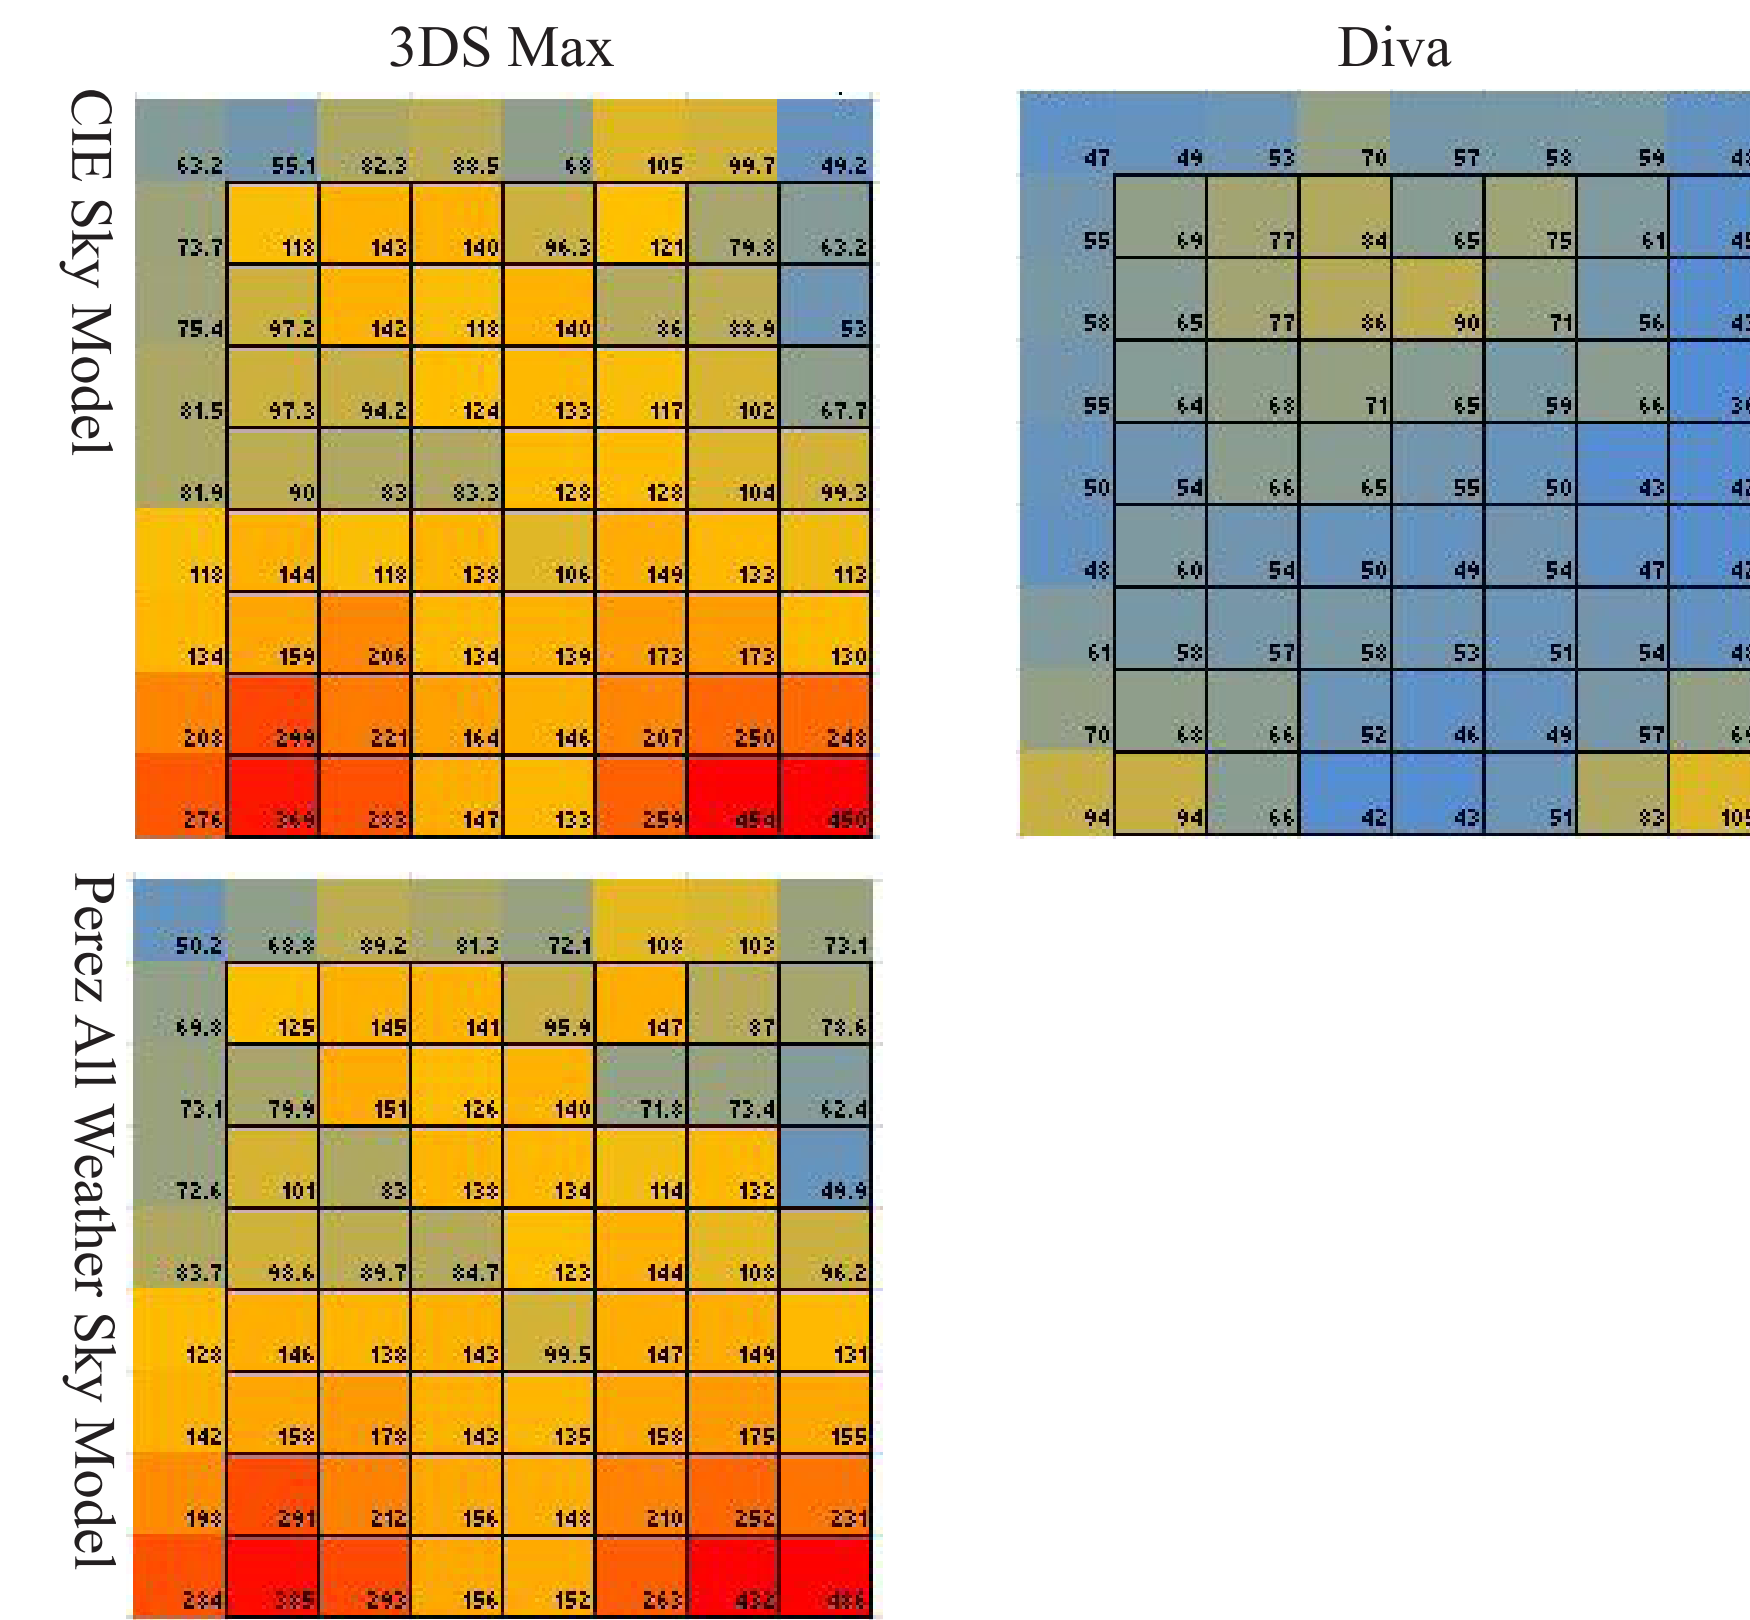 3DS Max
Diva
CIE Sky Model
63.2 55.1 82.3 88.5 68 105 99.7 49.2
73.7 118 143 140 96.3 121 79.8 63.2
75.4 97.2 142 118 140 86 88.9 53
81.5 97.3 94.2 124 133 117 102 67.7
81.9 90 83 83.3 128 128 104 99.3
118 144 118 138 106 149 133 113
134 159 206 134 139 173 173 130
208 299 221 164 146 207 250 248
276 369 283 147 133 259 454 450
47 49 53 70 57 58 59
55 69 77 84 65 75 61
58 65 77 86 90 71 56
55 64 68 71 65 59 66
50 54 66 65 55 50 43
48 60 54 50 49 54 47
61 58 57 58 53 51 54
70 68 66 52 46 49 57
94 94 66 42 43 51 83 105
Perez All Weather Sky Model
50.2 68.8 89.2 81.3 72.1 108 103 73.1
69.8 125 145 141 95.9 147 87 78.6
73.1 79.9 151 126 140 71.8 73.4 62.4
72.6 101 83 138 134 114 132 49.9
83.7 98.6 89.7 84.7 123 144 108 96.2
128 146 138 143 99.5 147 149 131
142 158 178 143 135 158 175 155
198 291 212 156 148 210 252 231
284 385 293 156 152 263 432 486